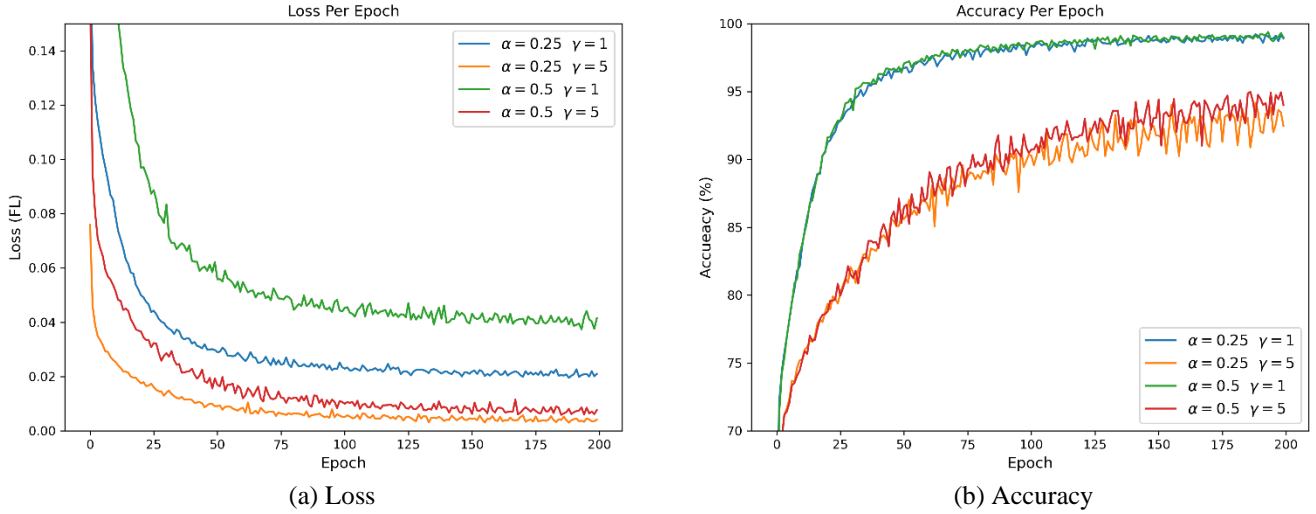 Loss Per Epoch
Loss (FL)
0.14
0.12
0.10
0.08
0.06
0.04
0.02
0.00
α = 0.25 γ = 1
α = 0.25 γ = 5
α = 0.5 γ = 1
α = 0.5 γ = 5
0 25 50 75 100 125 150 175 200
Epoch
(a) Loss
Accuracy Per Epoch
Accueacy (%)
100
95
90
85
80
75
70
α = 0.25 γ = 1
α = 0.25 γ = 5
α = 0.5 γ = 1
α = 0.5 γ = 5
0 25 50 75 100 125 150 175 200
Epoch
(b) Accuracy